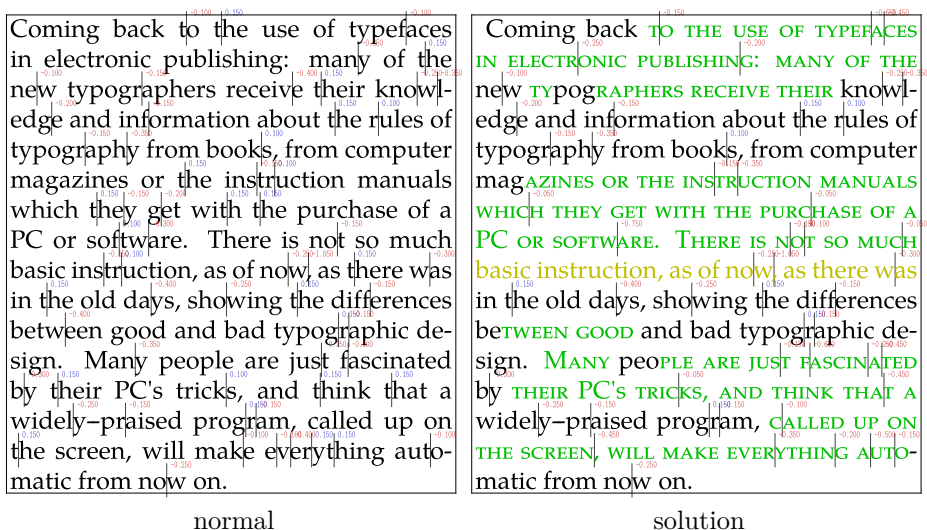 Coming back to the use of typefaces
in electronic publishing: many of the
new typographers receive their knowl-
edge and information about the rules of
typography from books, from computer
magazines or the instruction manuals
which they get with the purchase of a
PC or software. There is not so much
basic instruction, as of now, as there was
in the old days, showing the differences
between good and bad typographic de-
sign. Many people are just fascinated
by their PC's tricks, and think that a
widely–praised program, called up on
the screen, will make everything auto-
matic from now on.
normal
Coming back TO THE USE OF TYPEFACES
IN ELECTRONIC PUBLISHING: MANY OF THE
new TYpogRAPHERS RECEIVE THEIR knowl-
edge and information about the rules of
typography from books, from computer
magAZINES OR THE INSTRUCTION MANUALS
WHICH THEY GET WITH THE PURCHASE OF A
PC OR SOFTWARE. THERE IS NOT SO MUCH
basic instruction, as of now, as there was
in the old days, showing the differences
beTWEEN GOOD and bad typographic de-
sign. MANY peoPLE ARE JUST FASCINATED
by THEIR PC'S TRICKS, AND THINK THAT A
widely–praised program, CALLED UP ON
THE SCREEN, WILL MAKE EVERYTHING AUTO-
matic from now on.
solution